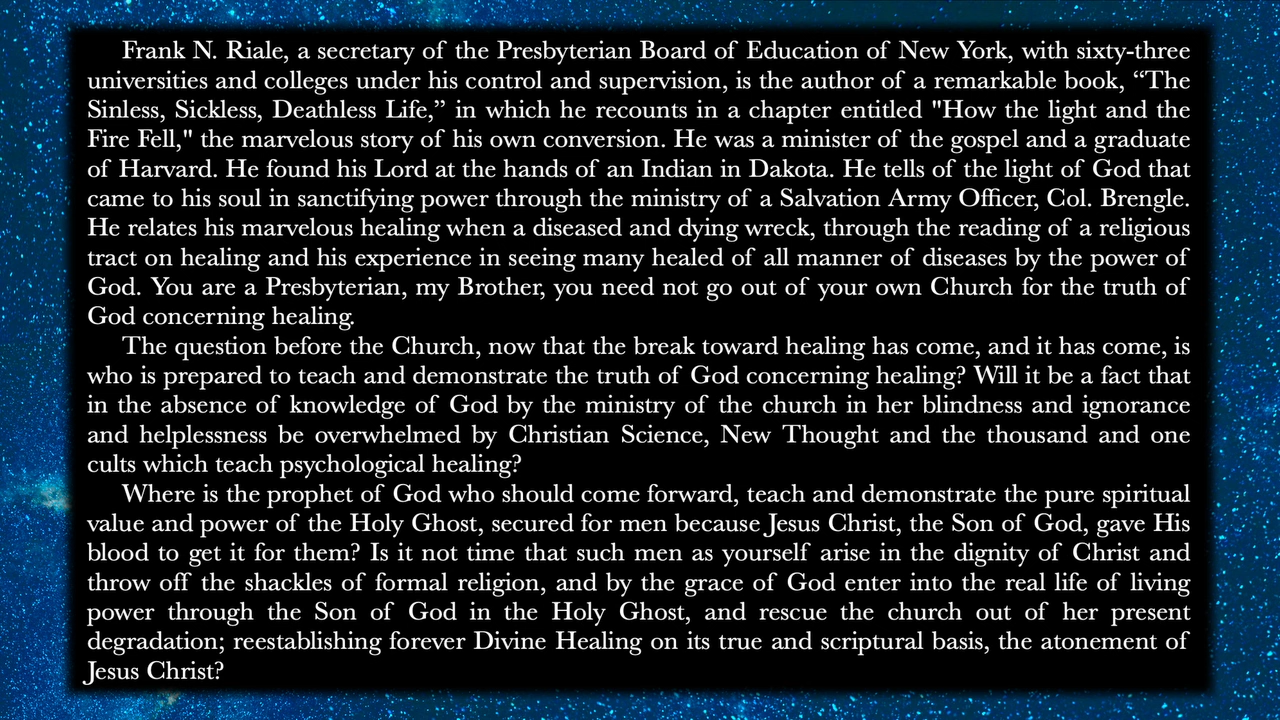 Frank N. Riale, a secretary of the Presbyterian Board of Education of New York, with sixty-three
universities and colleges under his control and supervision, is the author of a remarkable book, “The
Sinless, Sickless, Deathless Life,” in which he recounts in a chapter entitled "How the light and the
Fire Fell," the marvelous story of his own conversion. He was a minister of the gospel and a graduate
of Harvard. He found his Lord at the hands of an Indian in Dakota. He tells of the light of God that
came to his soul in sanctifying power through the ministry of a Salvation Army Officer, Col. Brengle.
He relates his marvelous healing when a diseased and dying wreck, through the reading of a religious
tract on healing and his experience in seeing many healed of all manner of diseases by the power of
God. You are a Presbyterian, my Brother, you need not go out of your own Church for the truth of
God concerning healing.
The question before the Church, now that the break toward healing has come, and it has come, is
who is prepared to teach and demonstrate the truth of God concerning healing? Will it be a fact that
in the absence of knowledge of God by the ministry of the church in her blindness and ignorance
and helplessness be overwhelmed by Christian Science, New Thought and the thousand and one
cults which teach psychological healing?
Where is the prophet of God who should come forward, teach and demonstrate the pure spiritual
value and power of the Holy Ghost, secured for men because Jesus Christ, the Son of God, gave His
blood to get it for them? Is it not time that such men as yourself arise in the dignity of Christ and
throw off the shackles of formal religion, and by the grace of God enter into the real life of living
power through the Son of God in the Holy Ghost, and rescue the church out of her present
degradation; reestablishing forever Divine Healing on its true and scriptural basis, the atonement of
Jesus Christ?